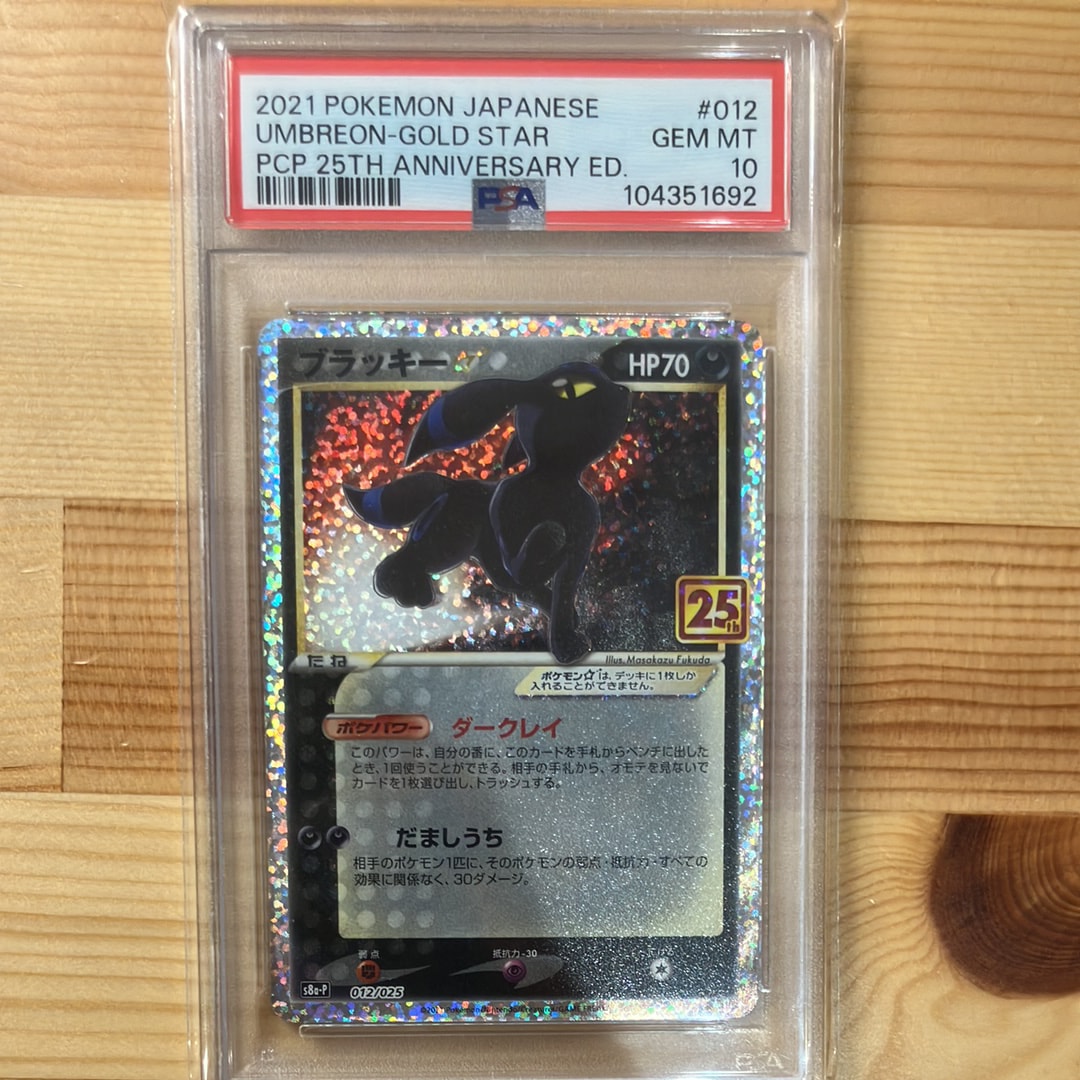 2021 POKEMON JAPANESE #012
UMBREON-GOLD STAR GEM MT
PCP 25TH ANNIVERSARY ED. 10
PSA 104351692
ブラッキー☆ HP70
25th
たね Illus. Masakazu Fukuda
ポケモン☆は、デッキに1枚しか
入れることができません。
ポケパワー ダークレイ
このパワーは、自分の番に、このカードを手札からベンチに出した
とき、1回使うことができる。相手の手札から、オモテを見ないで
カードを1枚選び出し、トラッシュする。
だましうち
相手のポケモン1匹に、そのポケモンの弱点・抵抗力・すべての
効果に関係なく、30ダメージ。
弱点 抵抗力 -30
s8a-P 012/025
©2021 Pokémon/Nintendo/Creatures/GAME FREAK
PSA